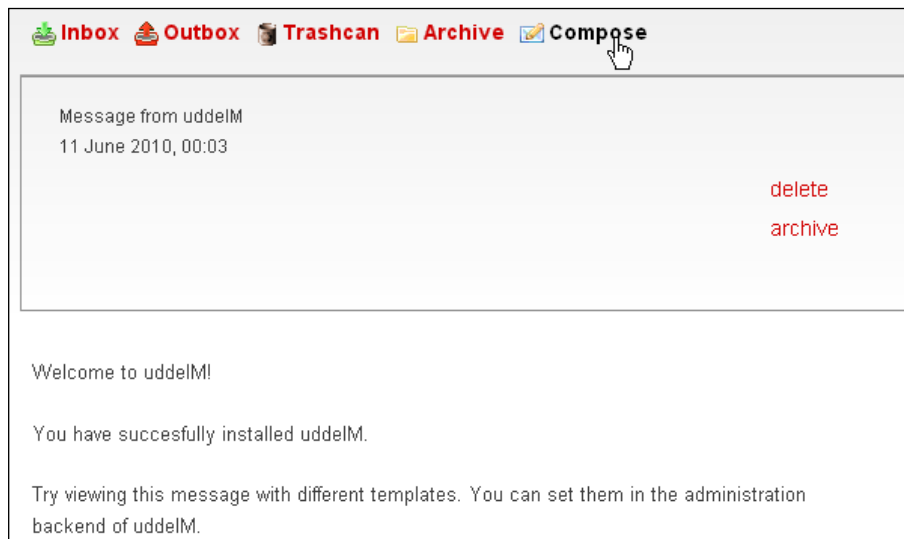 Inbox Outbox Trashcan Archive Compose
Message from uddeIM
11 June 2010, 00:03
delete
archive
Welcome to uddeIM!
You have succesfully installed uddeIM.
Try viewing this message with different templates. You can set them in the administration
backend of uddeIM.